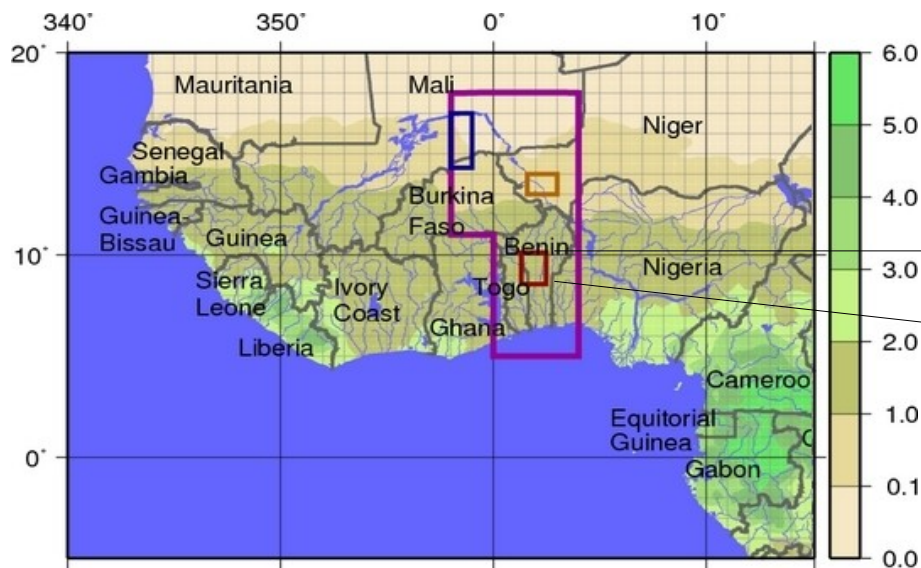 340°
350°
0°
10°
20°
6.0
Mauritania
Mali
Niger
5.0
Senegal
Gambia
Burkina
Faso
4.0
Guinea-
Bissau
Guinea
Benin
10°
3.0
Sierra
Leone
Ivory
Coast
Togo
Nigeria
Ghana
Liberia
2.0
Cameroo
1.0
Equitorial
Guinea
C
0°
Gabon
0.1
0.0